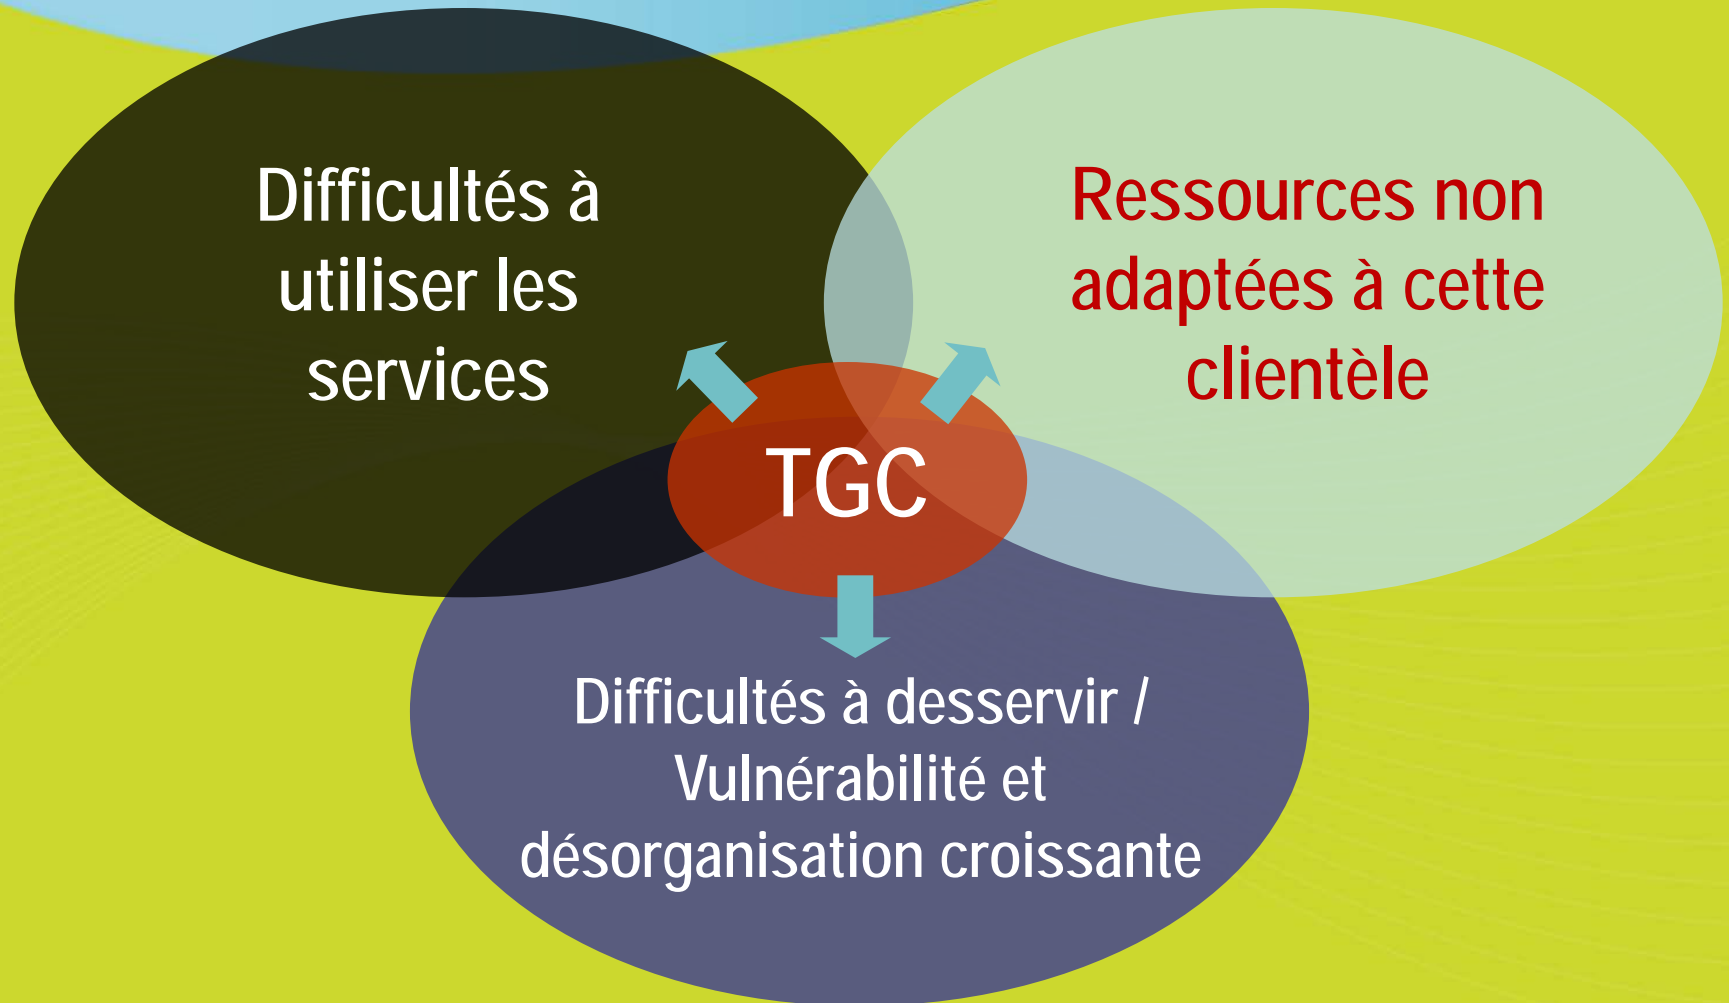 Difficultés à
utiliser les
services
Ressources non
adaptées à cette
clientèle
TGC
Difficultés à desservir /
Vulnérabilité et
désorganisation croissante